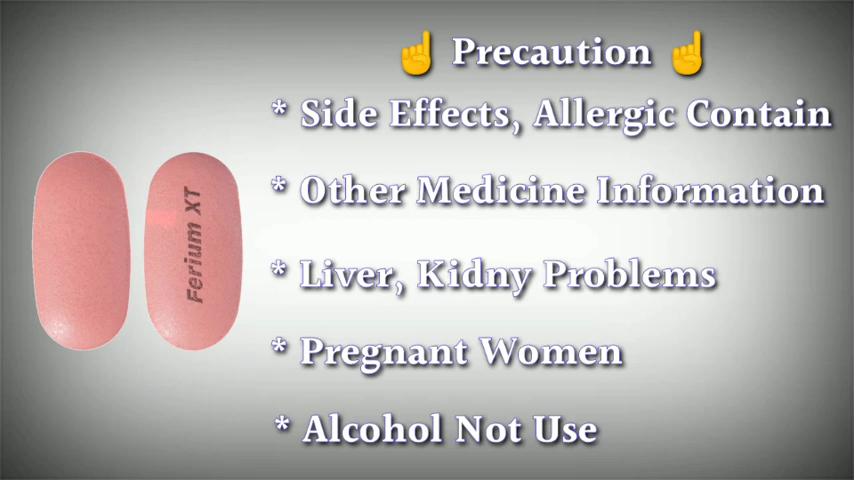 ☝ Precaution ☝
* Side Effects, Allergic Contain
* Other Medicine Information
* Liver, Kidny Problems
* Pregnant Women
* Alcohol Not Use
Ferium XT